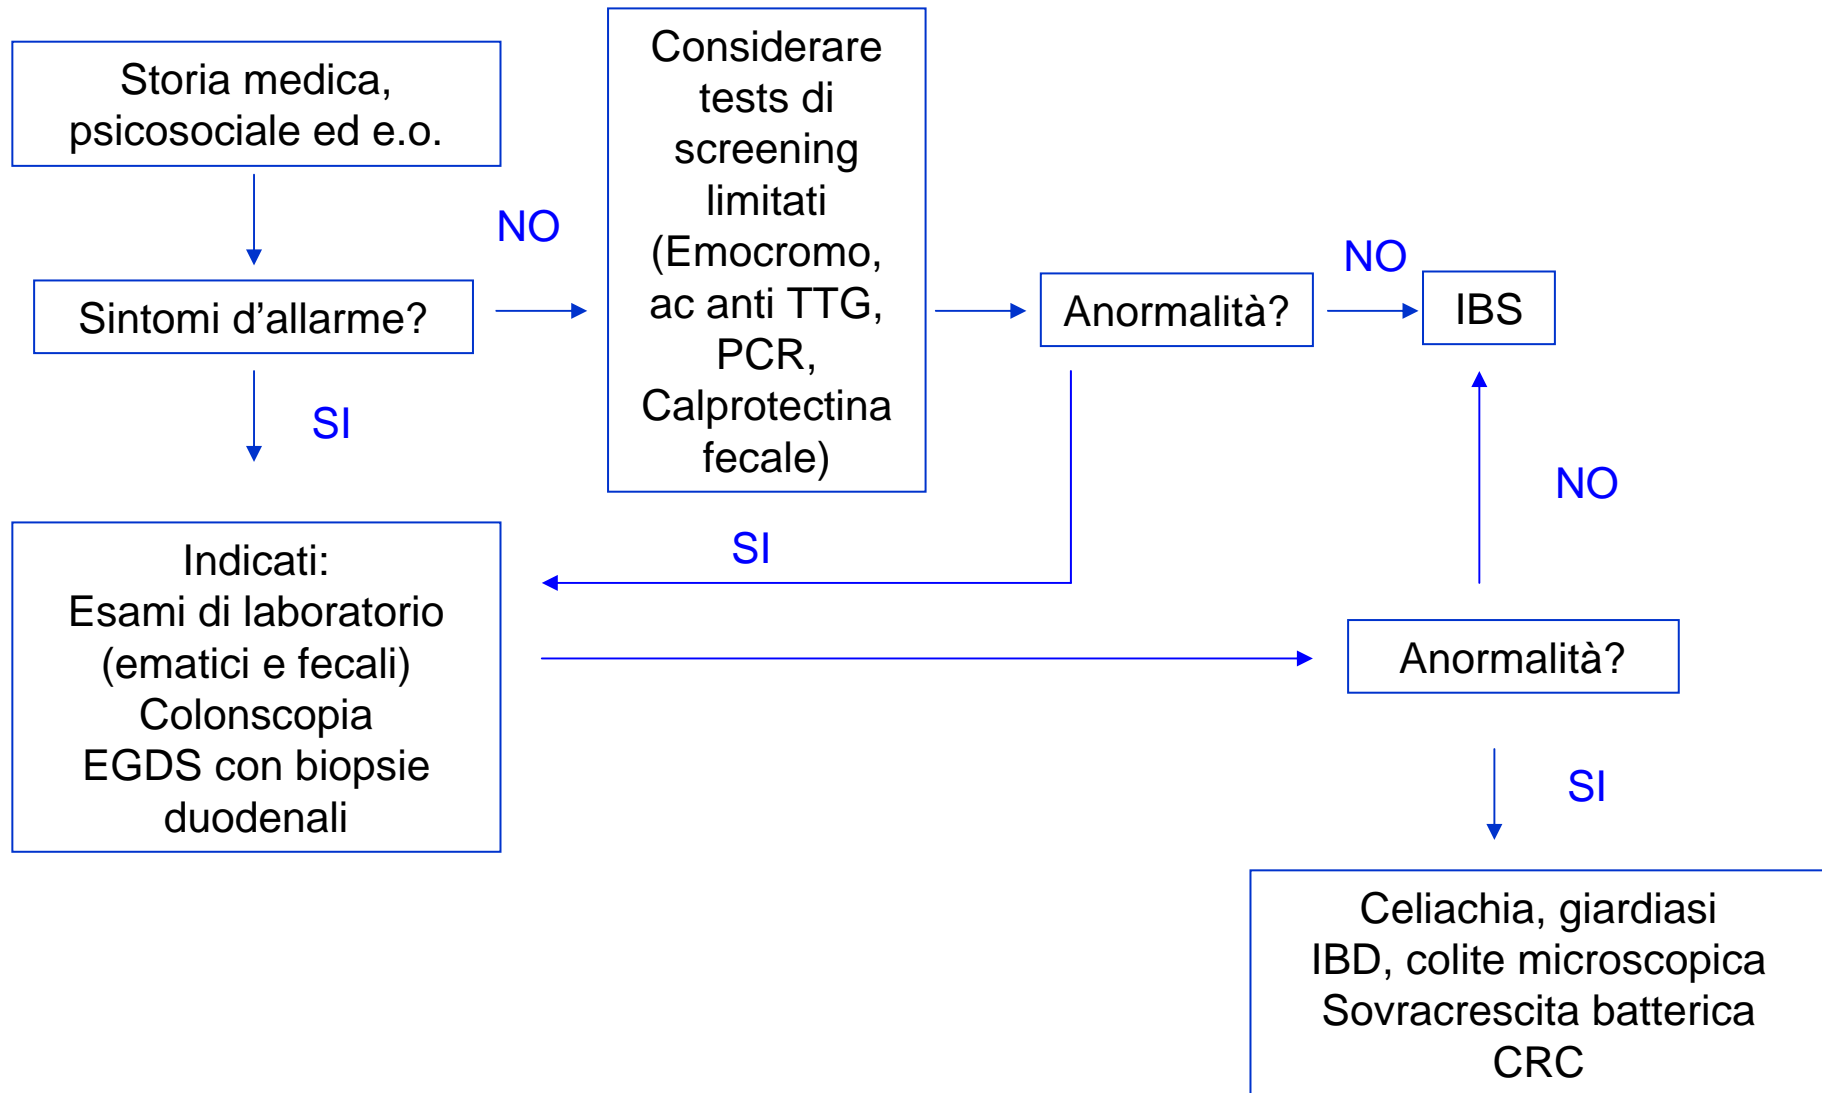 Storia medica,
psicosociale ed e.o.
Sintomi d'allarme?
NO
SI
Considerare
tests di
screening
limitati
(Emocromo,
ac anti TTG,
PCR,
Calprotectina
fecale)
Anormalità?
NO
IBS
SI
Indicati:
Esami di laboratorio
(ematici e fecali)
Colonscopia
EGDS con biopsie
duodenali
Anormalità?
NO
SI
Celiachia, giardiasi
IBD, colite microscopica
Sovracrescita batterica
CRC